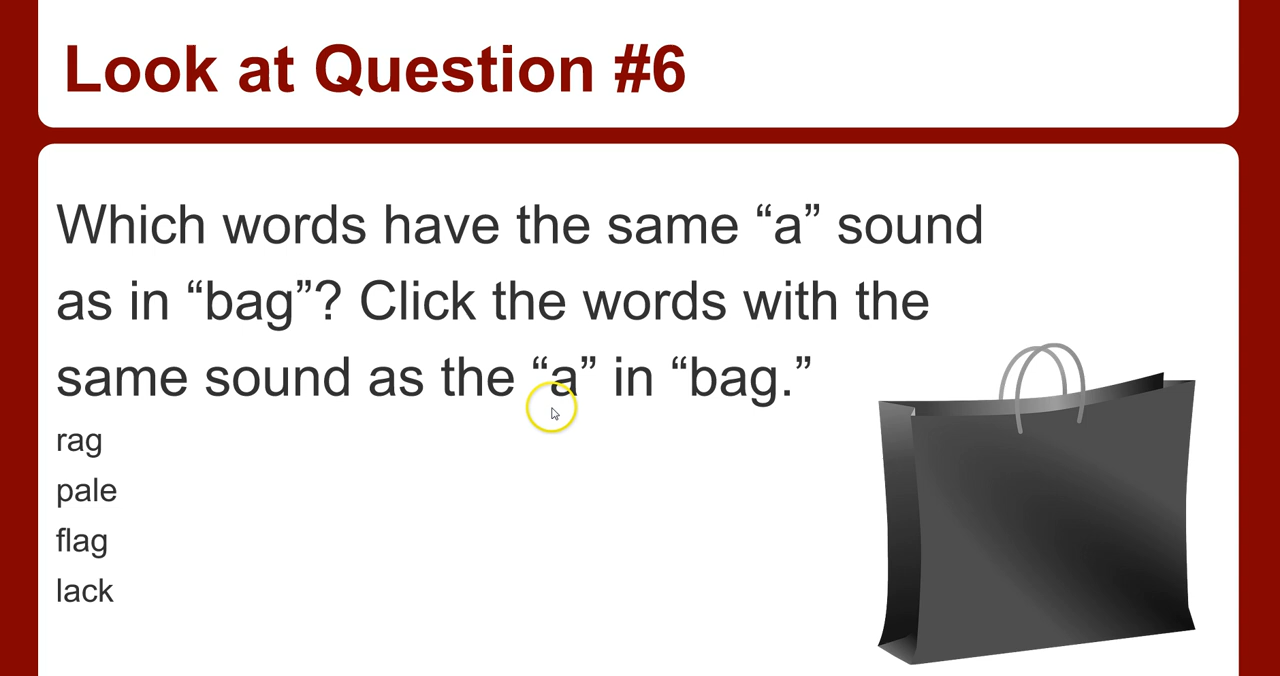 Look at Question #6
Which words have the same “a” sound
as in “bag”? Click the words with the
same sound as the “a” in “bag.”
rag
pale
flag
lack